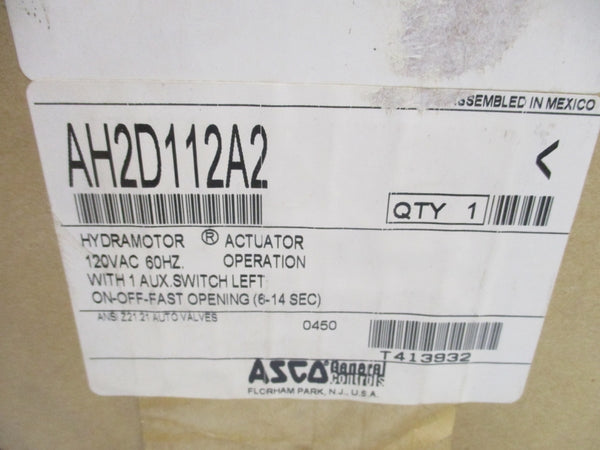 ASSEMBLED IN MEXICO
AH2D112A2
<
QTY 1
HYDRAMOTOR ® ACTUATOR
120VAC 60HZ. OPERATION
WITH 1 AUX.SWITCH LEFT
ON-OFF-FAST OPENING (6-14 SEC)
ANSI Z21.21 AUTO VALVES
0450
T413932
ASCO General Controls
FLORHAM PARK, N.J., U.S.A.